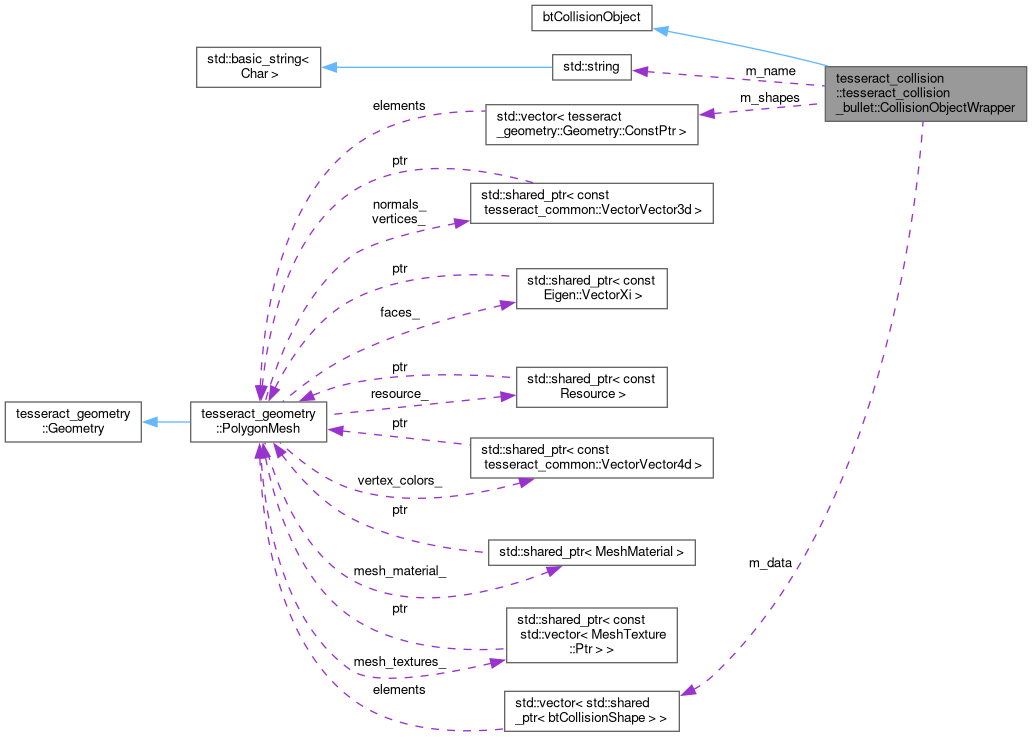 btCollisionObject
std::basic_string<
Char >
std::string
m_name
tesseract_collision
::tesseract_collision
_bullet::CollisionObjectWrapper
m_shapes
elements
std::vector< tesseract
_geometry::Geometry::ConstPtr >
ptr
std::shared_ptr< const
tesseract_common::VectorVector3d >
normals_
vertices_
ptr
std::shared_ptr< const
Eigen::VectorXi >
faces_
ptr
std::shared_ptr< const
Resource >
resource_
tesseract_geometry
::Geometry
tesseract_geometry
::PolygonMesh
ptr
std::shared_ptr< const
tesseract_common::VectorVector4d >
vertex_colors_
ptr
std::shared_ptr< MeshMaterial >
mesh_material_
m_data
ptr
std::shared_ptr< const
std::vector< MeshTexture
::Ptr > >
mesh_textures_
elements
std::vector< std::shared
_ptr< btCollisionShape > >